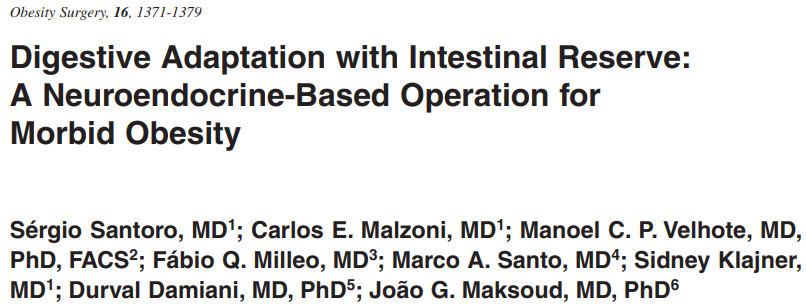 Obesity Surgery, 16, 1371-1379
Digestive Adaptation with Intestinal Reserve:
A Neuroendocrine-Based Operation for
Morbid Obesity
Sérgio Santoro, MD¹; Carlos E. Malzoni, MD¹; Manoel C. P. Velhote, MD,
PhD, FACS²; Fábio Q. Milleo, MD³; Marco A. Santo, MD⁴; Sidney Klajner,
MD¹; Durval Damiani, MD, PhD⁵; João G. Maksoud, MD, PhD⁶